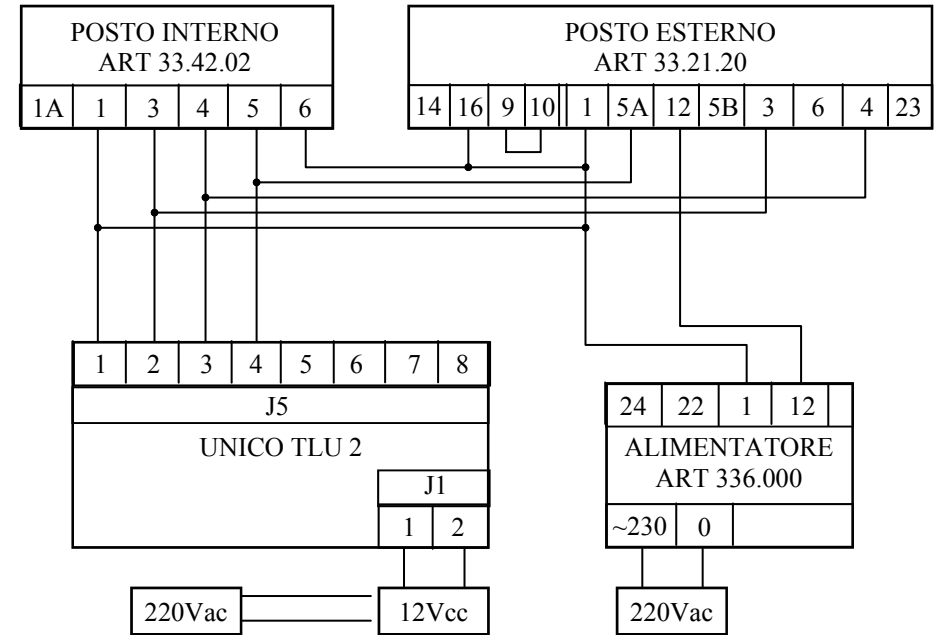 POSTO INTERNO
ART 33.42.02
1A 1 3 4 5 6
POSTO ESTERNO
ART 33.21.20
14 16 9 10 1 5A 12 5B 3 6 4 23
1 2 3 4 5 6 7 8
J5
UNICO TLU 2
J1
1 2
220Vac
12Vcc
24 22 1 12
ALIMENTATORE
ART 336.000
~230 0
220Vac